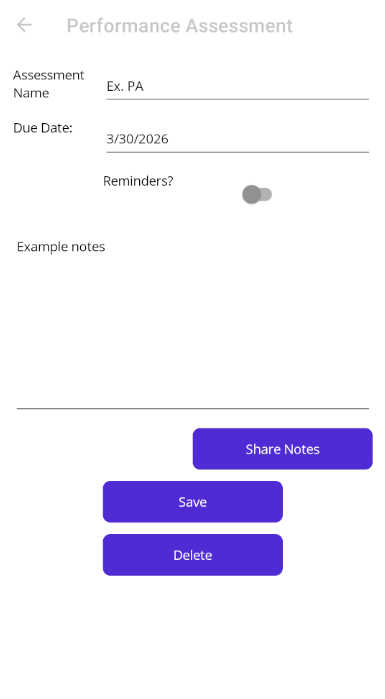 Performance Assessment
Assessment
Name
Ex. PA
Due Date:
3/30/2026
Reminders?
Example notes
Share Notes
Save
Delete